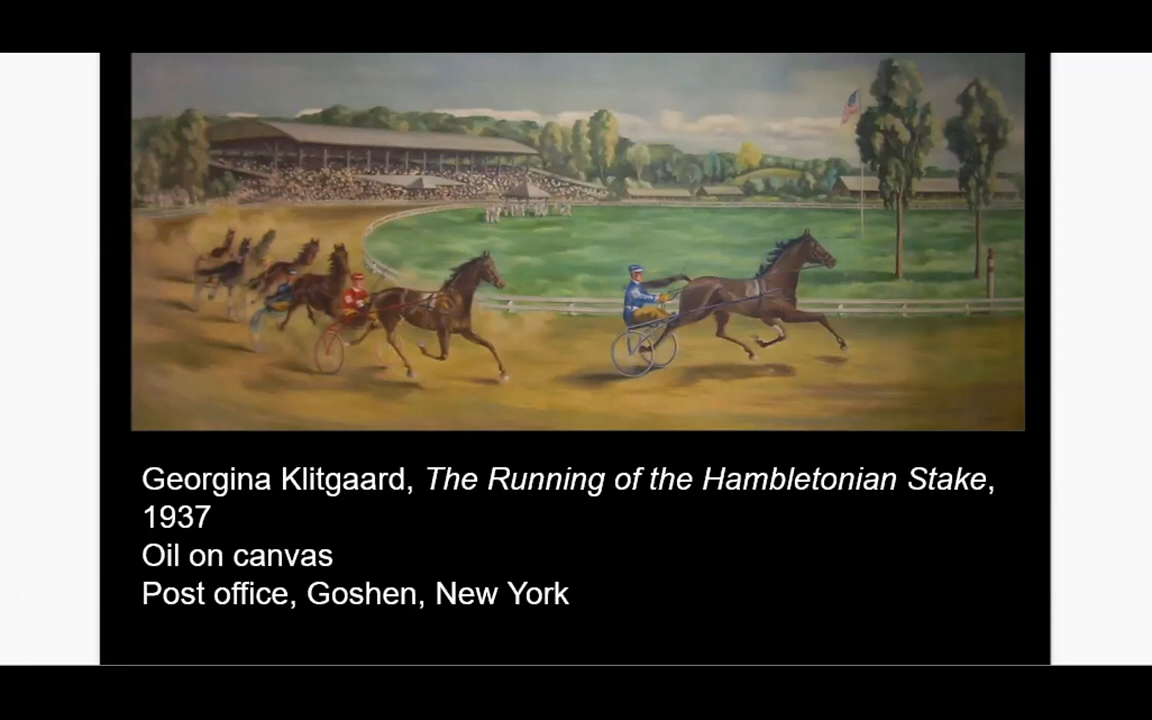 Georgina Klitgaard, The Running of the Hambletonian Stake,
1937
Oil on canvas
Post office, Goshen, New York